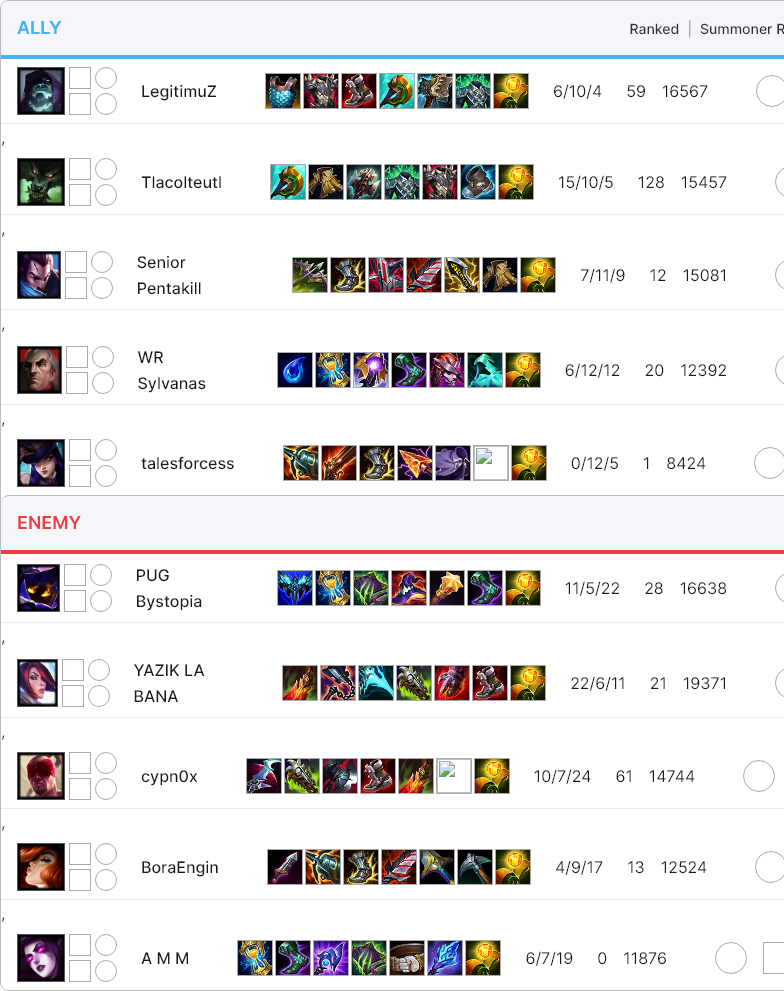 ALLY
Ranked | Summoner R
LegitimuZ 6/10/4 59 16567
,
Tlacolteutl 15/10/5 128 15457
,
Senior
Pentakill 7/11/9 12 15081
,
WR
Sylvanas 6/12/12 20 12392
,
talesforcess 0/12/5 1 8424
ENEMY
PUG
Bystopia 11/5/22 28 16638
,
YAZIK LA
BANA 22/6/11 21 19371
,
cypn0x 10/7/24 61 14744
,
BoraEngin 4/9/17 13 12524
,
A M M 6/7/19 0 11876